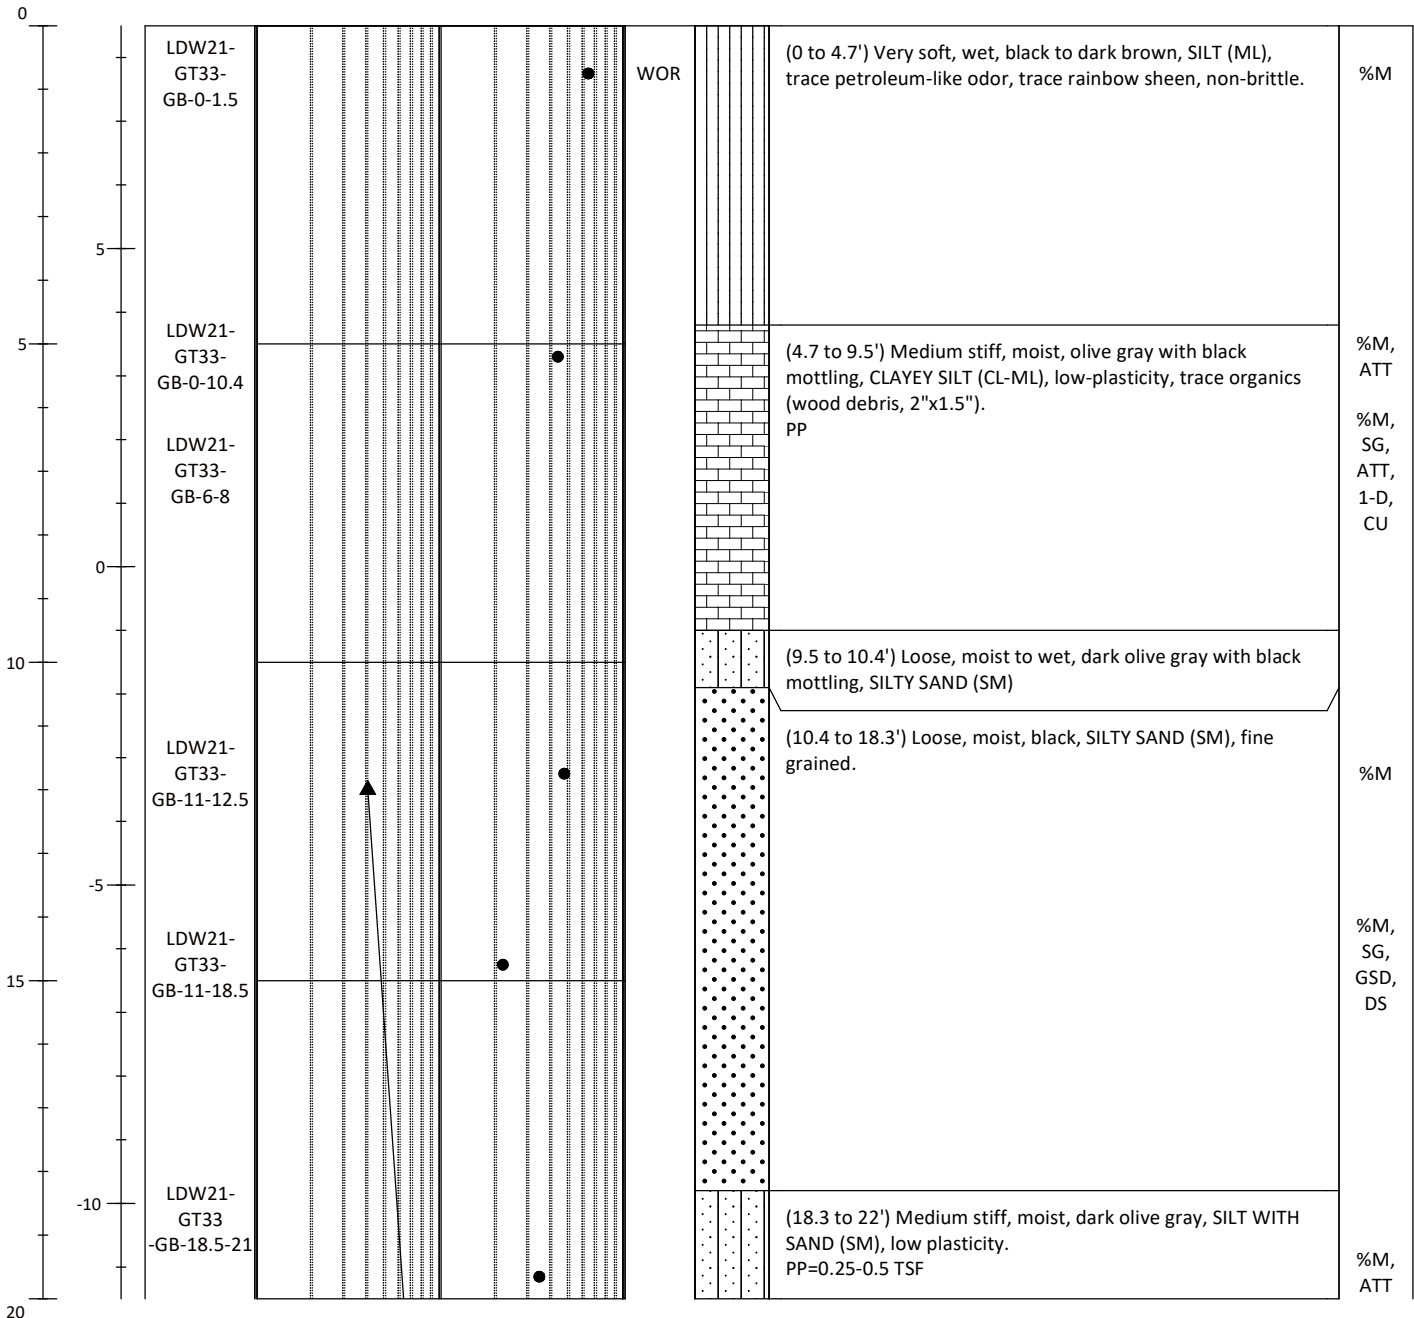 0
5
10
15
20
5
0
-5
-10
LDW21-
GT33-
GB-0-1.5
WOR
(0 to 4.7') Very soft, wet, black to dark brown, SILT (ML),
trace petroleum-like odor, trace rainbow sheen, non-brittle.
%M
LDW21-
GT33-
GB-0-10.4
(4.7 to 9.5') Medium stiff, moist, olive gray with black
mottling, CLAYEY SILT (CL-ML), low-plasticity, trace organics
(wood debris, 2"x1.5").
PP
%M,
ATT
LDW21-
GT33-
GB-6-8
%M,
SG,
ATT,
1-D,
CU
(9.5 to 10.4') Loose, moist to wet, dark olive gray with black
mottling, SILTY SAND (SM)
(10.4 to 18.3') Loose, moist, black, SILTY SAND (SM), fine
grained.
LDW21-
GT33-
GB-11-12.5
%M
LDW21-
GT33-
GB-11-18.5
%M,
SG,
GSD,
DS
LDW21-
GT33
-GB-18.5-21
(18.3 to 22') Medium stiff, moist, dark olive gray, SILT WITH
SAND (SM), low plasticity.
PP=0.25-0.5 TSF
%M,
ATT